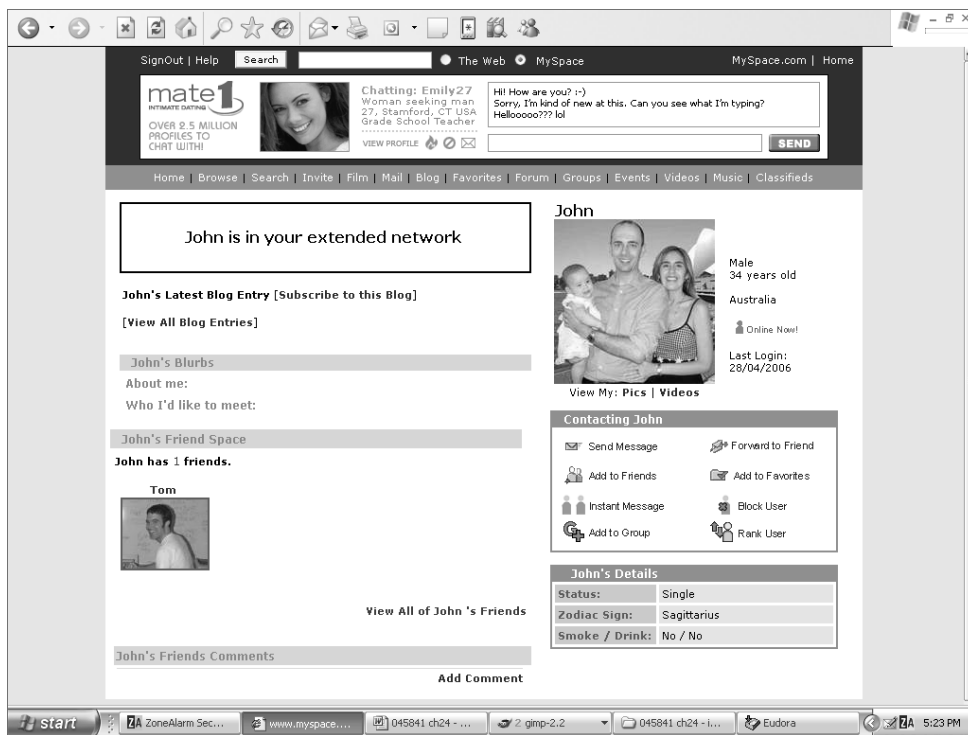 SignOut | Help Search The Web MySpace MySpace.com | Home
mate1
INTIMATE DATING
OVER 2.5 MILLION
PROFILES TO
CHAT WITH!
Chatting: Emily27
Woman seeking man
27, Stamford, CT USA
Grade School Teacher
VIEW PROFILE
Hi! How are you? :-)
Sorry, I'm kind of new at this. Can you see what I'm typing?
Hellooooo??? lol
SEND
Home | Browse | Search | Invite | Film | Mail | Blog | Favorites | Forum | Groups | Events | Videos | Music | Classifieds
John is in your extended network
John's Latest Blog Entry [Subscribe to this Blog]
[View All Blog Entries]
John's Blurbs
About me:
Who I'd like to meet:
John's Friend Space
John has 1 friends.
Tom
View All of John 's Friends
John's Friends Comments
Add Comment
John
Male
34 years old
Australia
Online Now!
Last Login:
28/04/2006
View My: Pics | Videos
Contacting John
Send Message Forward to Friend
Add to Friends Add to Favorites
Instant Message Block User
Add to Group Rank User
John's Details
Status: Single
Zodiac Sign: Sagittarius
Smoke / Drink: No / No
start ZA ZoneAlarm Sec... www.myspace.... 045841 ch24 - ... 2 gimp-2.2 045841 ch24 - i... Eudora ZA 5:23 PM